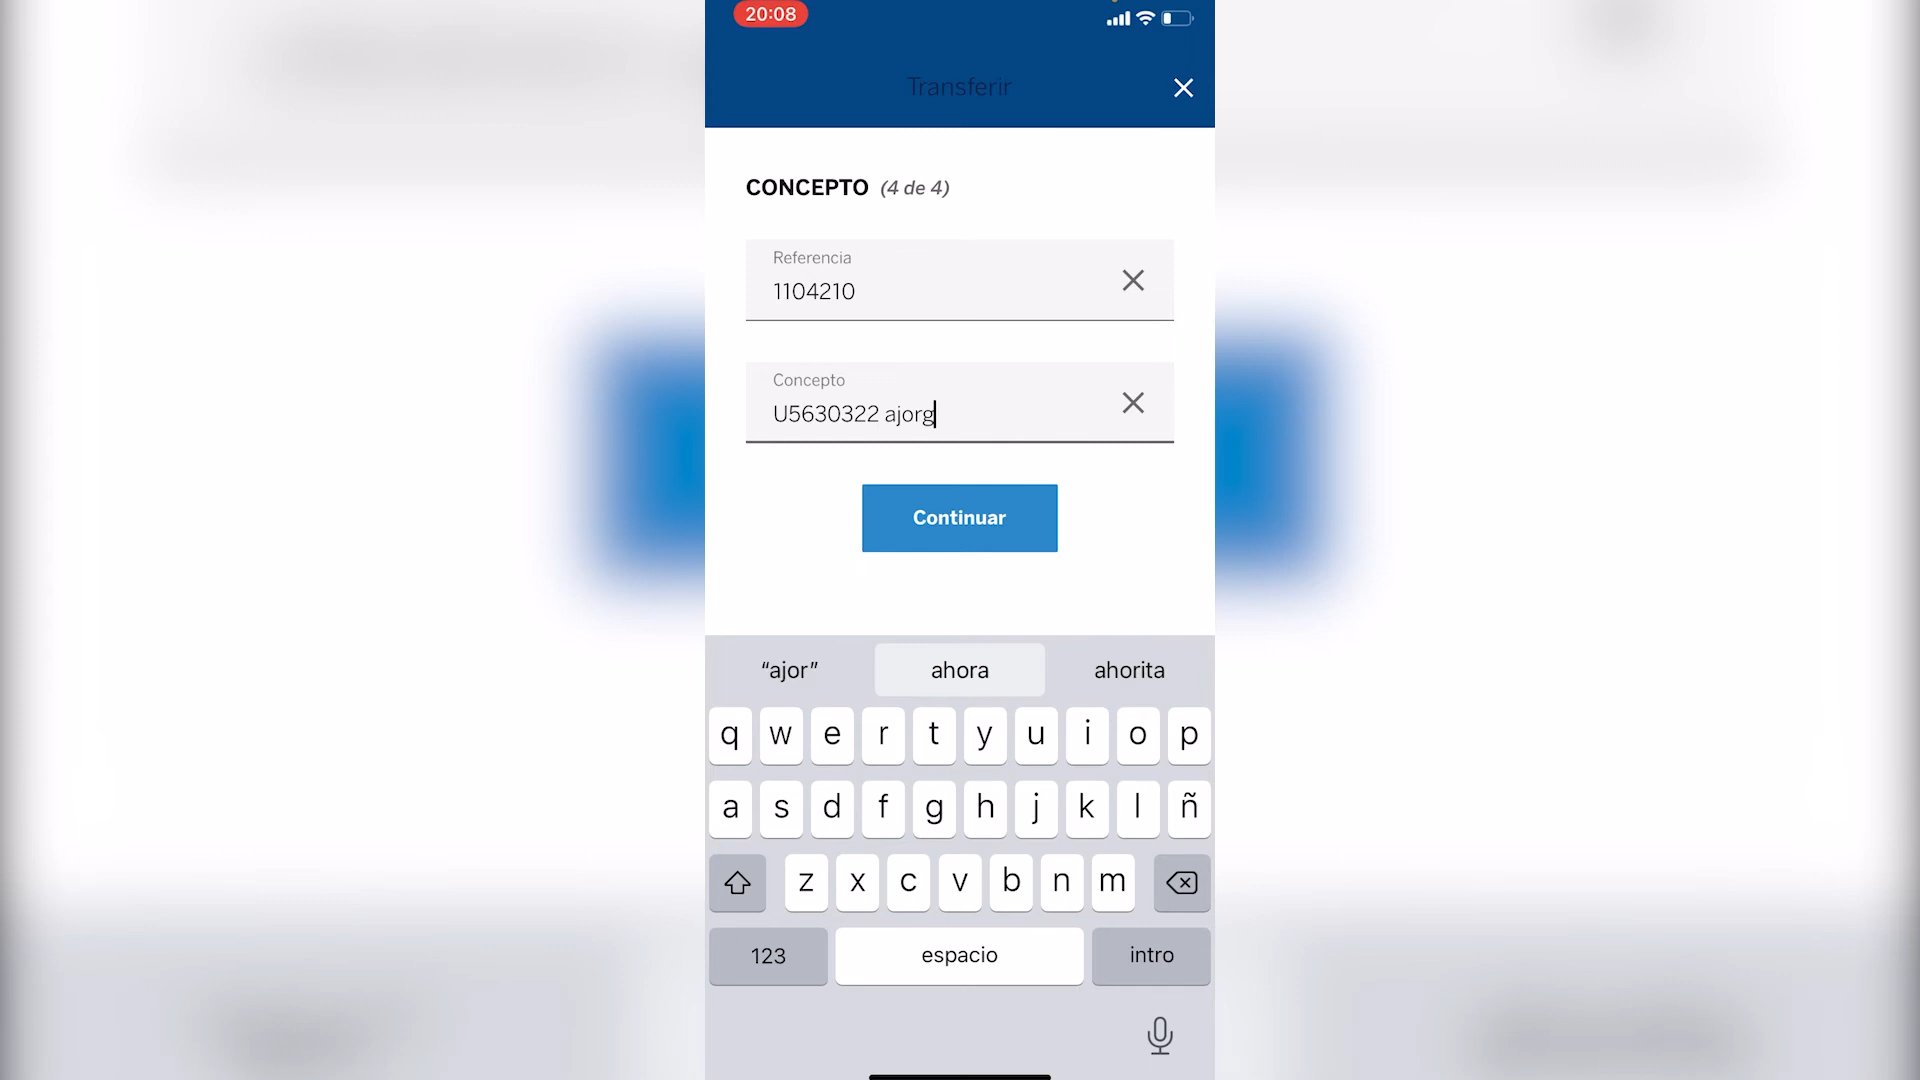 20:08
Transferir
CONCEPTO (4 de 4)
Referencia
1104210
Concepto
U5630322 ajorg
Continuar
“ajor” ahora ahorita
q w e r t y u i o p
a s d f g h j k l ñ
z x c v b n m
123 espacio intro